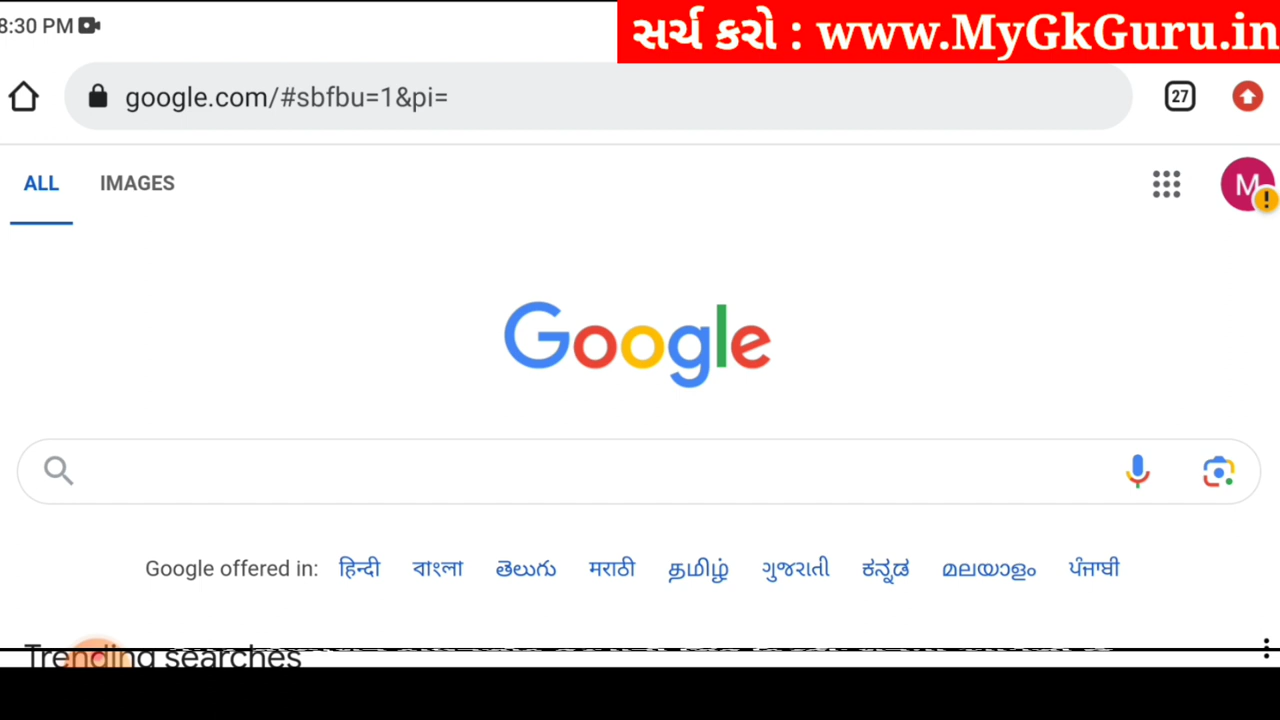 8:30 PM
સર્ચ કરો : www.MyGkGuru.in
google.com/#sbfbu=1&pi=
27
ALL IMAGES
M
Google
Google offered in: हिन्दी বাংলা తెలుగు मराठी தமிழ் ગુજરાતી ಕನ್ನಡ മലയാളം ਪੰਜਾਬੀ
Trending searches